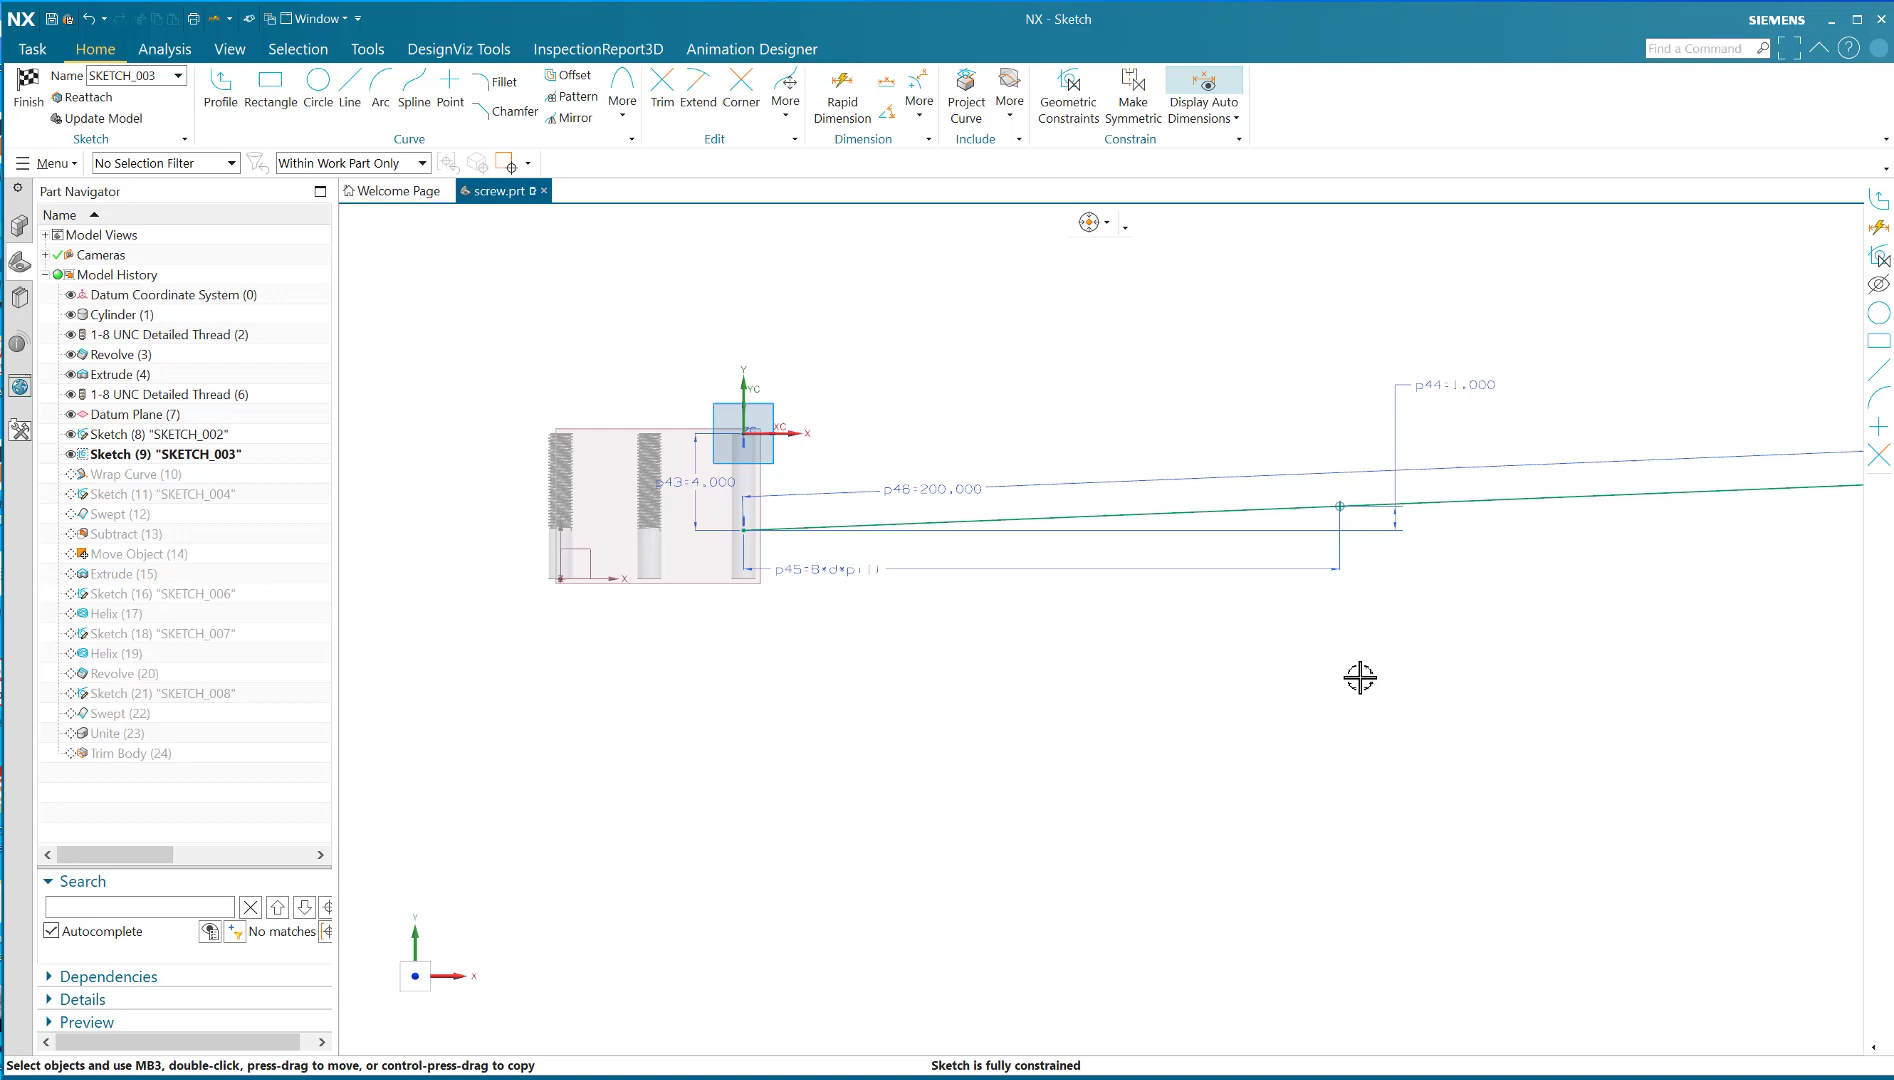 NX
Window
NX - Sketch
SIEMENS
Task
Home
Analysis
View
Selection
Tools
DesignViz Tools
InspectionReport3D
Animation Designer
Find a Command
Name
SKETCH_003
Finish
Reattach
Update Model
Sketch
Profile
Rectangle
Circle
Line
Arc
Spline
Point
Fillet
Chamfer
Offset
Pattern
Mirror
More
Curve
Trim
Extend
Corner
More
Edit
Rapid
Dimension
More
Dimension
Project
Curve
More
Include
Geometric
Constraints
Make
Symmetric
Display Auto
Dimensions
Constrain
Menu
No Selection Filter
Within Work Part Only
Part Navigator
Welcome Page
screw.prt
Name
Model Views
Cameras
Model History
Datum Coordinate System (0)
Cylinder (1)
1-8 UNC Detailed Thread (2)
Revolve (3)
Extrude (4)
1-8 UNC Detailed Thread (6)
Datum Plane (7)
Sketch (8) "SKETCH_002"
Sketch (9) "SKETCH_003"
Wrap Curve (10)
Sketch (11) "SKETCH_004"
Swept (12)
Subtract (13)
Move Object (14)
Extrude (15)
Sketch (16) "SKETCH_006"
Helix (17)
Sketch (18) "SKETCH_007"
Helix (19)
Revolve (20)
Sketch (21) "SKETCH_008"
Swept (22)
Unite (23)
Trim Body (24)
Search
Autocomplete
No matches
Dependencies
Details
Preview
Y
YC
XC
X
p44=1.000
p43=4.000
p46=200.000
X
Y
X
Select objects and use MB3, double-click, press-drag to move, or control-press-drag to copy
Sketch is fully constrained